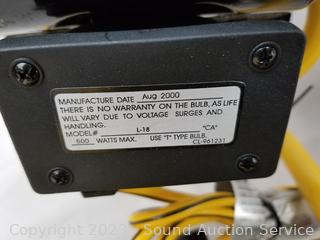 MANUFACTURE DATE Aug 2000
THERE IS NO WARRANTY ON THE BULB, AS LIFE
WILL VARY DUE TO VOLTAGE SURGES AND
HANDLING.
MODEL# L-18 "CA"
500 WATTS MAX. USE "T" TYPE BULB.
CL-961231
Copyright 2023 Sound Auction Service